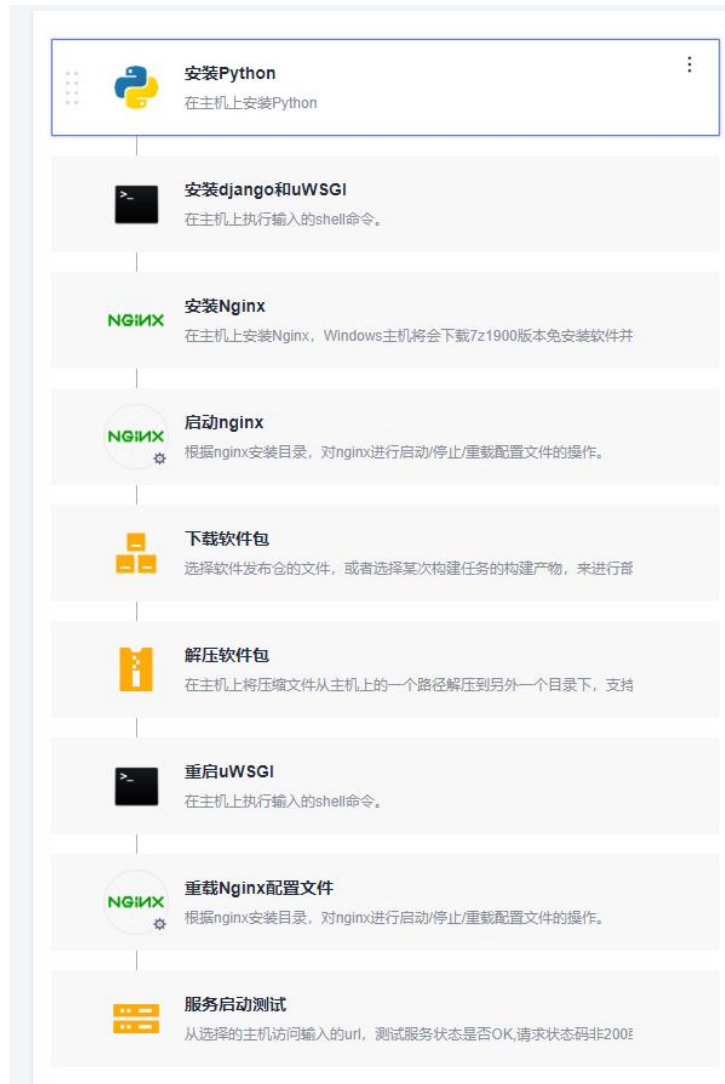 安装Python
在主机上安装Python
>_
安装django和uWSGI
在主机上执行输入的shell命令。
NGINX
安装Nginx
在主机上安装Nginx，Windows主机将会下载7z1900版本免安装软件并
NGINX
启动nginx
根据nginx安装目录，对nginx进行启动/停止/重载配置文件的操作。
下载软件包
选择软件发布仓的文件，或者选择某次构建任务的构建产物，来进行部
解压软件包
在主机上将压缩文件从主机上的一个路径解压到另外一个目录下，支持
>_
重启uWSGI
在主机上执行输入的shell命令。
NGINX
重载Nginx配置文件
根据nginx安装目录，对nginx进行启动/停止/重载配置文件的操作。
服务启动测试
从选择的主机访问输入的url，测试服务状态是否OK,请求状态码非200